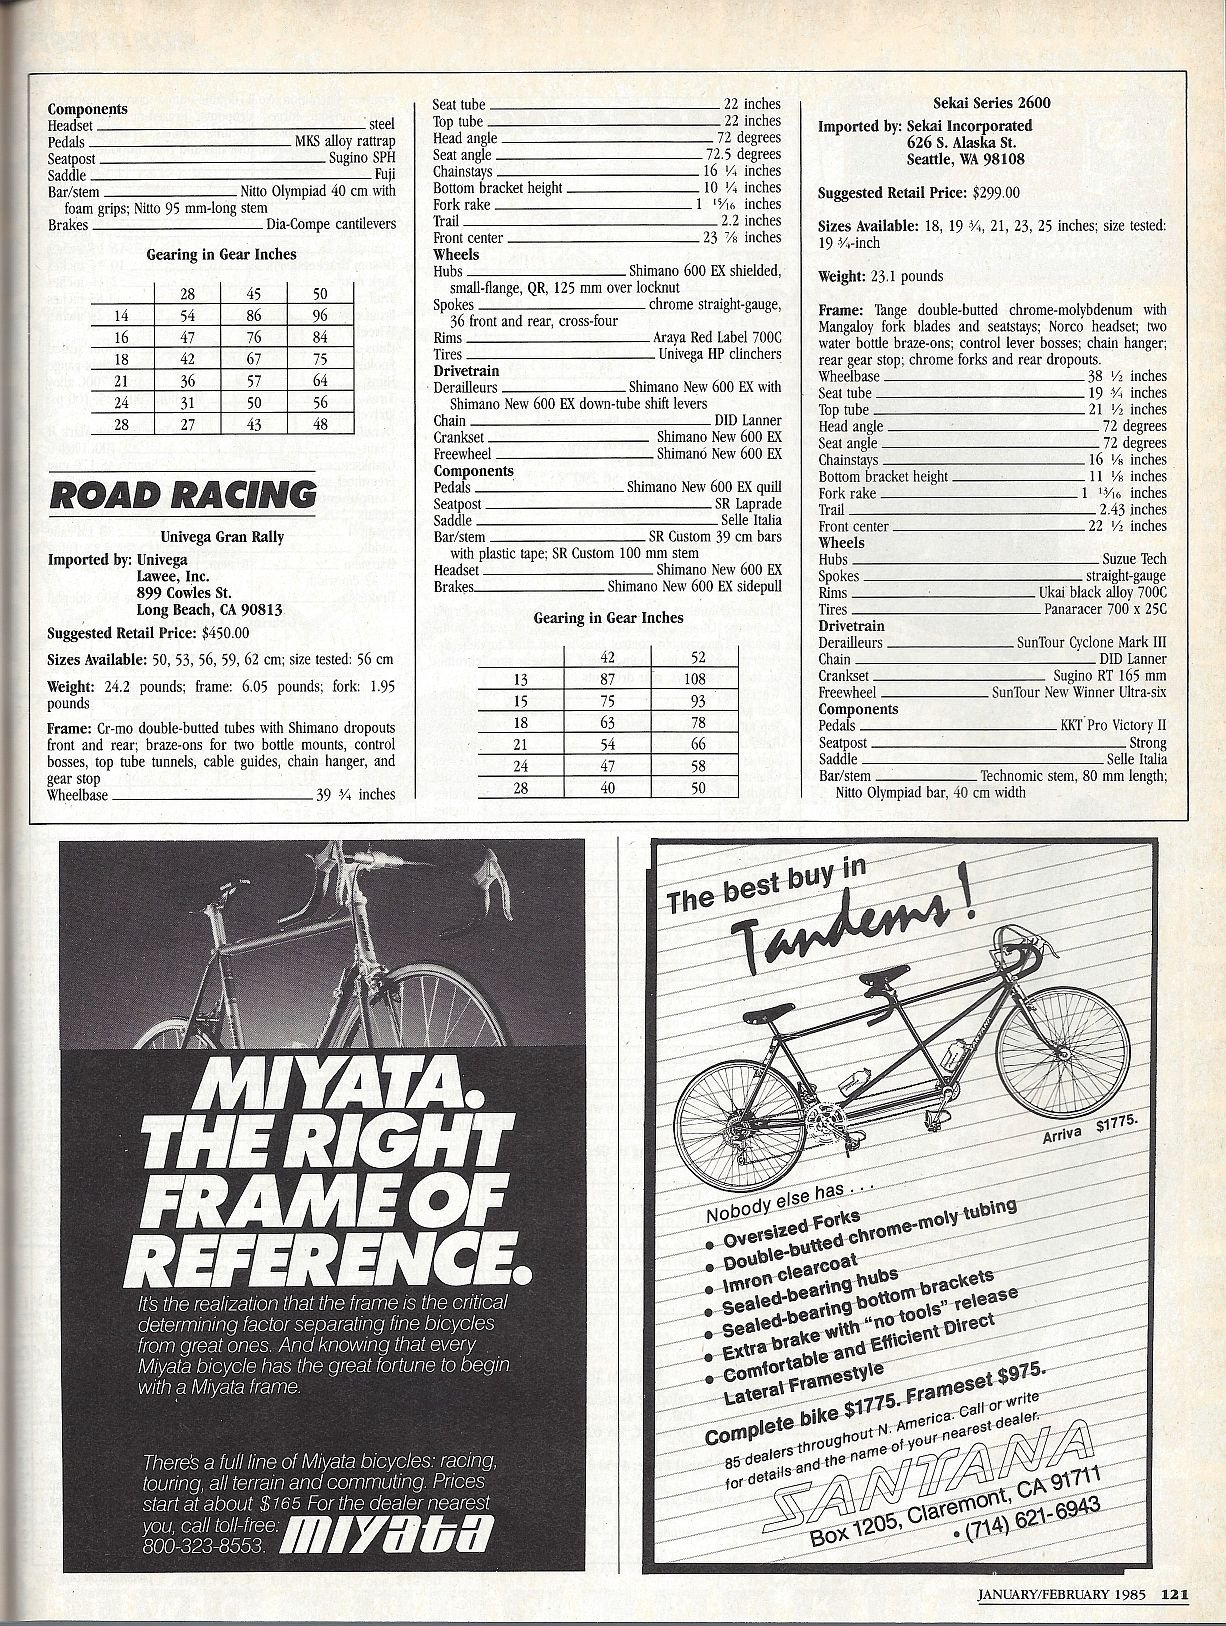 Components
Headset steel
Pedals MKS alloy rattrap
Seatpost Sugino SPH
Saddle Fuji
Bar/stem Nitto Olympiad 40 cm with
foam grips; Nitto 95 mm-long stem
Brakes Dia-Compe cantilevers
Gearing in Gear Inches
28 45 50
14 54 86 96
16 47 76 84
18 42 67 75
21 36 57 64
24 31 50 56
28 27 43 48
ROAD RACING
Univega Gran Rally
Imported by: Univega
Lawee, Inc.
899 Cowles St.
Long Beach, CA 90813
Suggested Retail Price: $450.00
Sizes Available: 50, 53, 56, 59, 62 cm; size tested: 56 cm
Weight: 24.2 pounds; frame: 6.05 pounds; fork: 1.95
pounds
Frame: Cr-mo double-butted tubes with Shimano dropouts
front and rear; braze-ons for two bottle mounts, control
bosses, top tube tunnels, cable guides, chain hanger, and
gear stop
Wheelbase 39 ¾ inches
Seat tube 22 inches
Top tube 22 inches
Head angle 72 degrees
Seat angle 72.5 degrees
Chainstays 16 ¼ inches
Bottom bracket height 10 ¼ inches
Fork rake 1 15/16 inches
Trail 2.2 inches
Front center 23 ⅞ inches
Wheels
Hubs Shimano 600 EX shielded,
small-flange, QR, 125 mm over locknut
Spokes chrome straight-gauge,
36 front and rear, cross-four
Rims Araya Red Label 700C
Tires Univega HP clinchers
Drivetrain
Derailleurs Shimano New 600 EX with
Shimano New 600 EX down-tube shift levers
Chain DID Lanner
Crankset Shimano New 600 EX
Freewheel Shimano New 600 EX
Components
Pedals Shimano New 600 EX quill
Seatpost SR Laprade
Saddle Selle Italia
Bar/stem SR Custom 39 cm bars
with plastic tape; SR Custom 100 mm stem
Headset Shimano New 600 EX
Brakes Shimano New 600 EX sidepull
Gearing in Gear Inches
42 52
13 87 108
15 75 93
18 63 78
21 54 66
24 47 58
28 40 50
Sekai Series 2600
Imported by: Sekai Incorporated
626 S. Alaska St.
Seattle, WA 98108
Suggested Retail Price: $299.00
Sizes Available: 18, 19 ¾, 21, 23, 25 inches; size tested:
19 ¾-inch
Weight: 23.1 pounds
Frame: Tange double-butted chrome-molybdenum with
Mangaloy fork blades and seatstays; Norco headset; two
water bottle braze-ons; control lever bosses; chain hanger;
rear gear stop; chrome forks and rear dropouts.
Wheelbase 38 ½ inches
Seat tube 19 ¾ inches
Top tube 21 ½ inches
Head angle 72 degrees
Seat angle 72 degrees
Chainstays 16 ⅛ inches
Bottom bracket height 11 ⅛ inches
Fork rake 1 13/16 inches
Trail 2.43 inches
Front center 22 ½ inches
Wheels
Hubs Suzue Tech
Spokes straight-gauge
Rims Ukai black alloy 700C
Tires Panaracer 700 x 25C
Drivetrain
Derailleurs SunTour Cyclone Mark III
Chain DID Lanner
Crankset Sugino RT 165 mm
Freewheel SunTour New Winner Ultra-six
Components
Pedals KKT Pro Victory II
Seatpost Strong
Saddle Selle Italia
Bar/stem Technomic stem, 80 mm length;
Nitto Olympiad bar, 40 cm width
MIYATA.
THE RIGHT
FRAME OF
REFERENCE.
It's the realization that the frame is the critical
determining factor separating fine bicycles
from great ones. And knowing that every
Miyata bicycle has the great fortune to begin
with a Miyata frame.
There's a full line of Miyata bicycles: racing,
touring, all terrain and commuting. Prices
start at about $165 For the dealer nearest
you, call toll-free:
800-323-8553.
MIYATA
The best buy in
Tandems!
Arriva $1775.
Nobody else has . . .
• Oversized Forks
• Double-butted chrome-moly tubing
• Imron clearcoat
• Sealed-bearing hubs
• Sealed-bearing bottom brackets
• Extra brake with "no tools" release
• Comfortable and Efficient Direct
Lateral Framestyle
Complete bike $1775. Frameset $975.
85 dealers throughout N. America. Call or write
for details and the name of your nearest dealer.
SANTANA
Box 1205, Claremont, CA 91711
• (714) 621-6943
JANUARY/FEBRUARY 1985 121